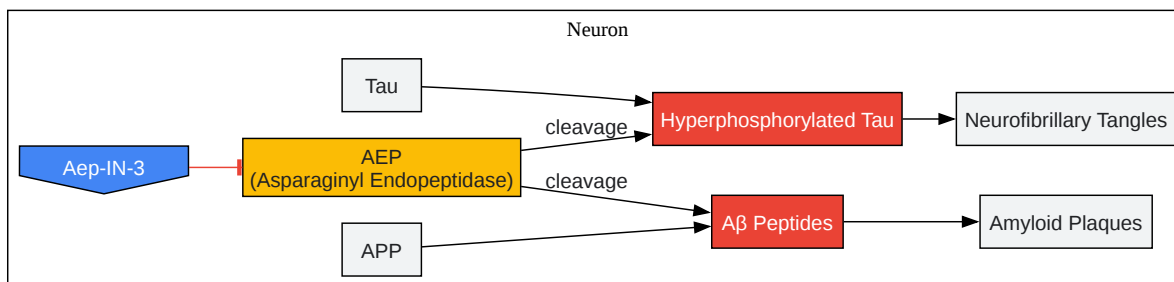 Neuron
Tau
cleavage
Hyperphosphorylated Tau
Neurofibrillary Tangles
Aep-IN-3
AEP
(Asparaginyl Endopeptidase)
cleavage
APP
Aβ Peptides
Amyloid Plaques